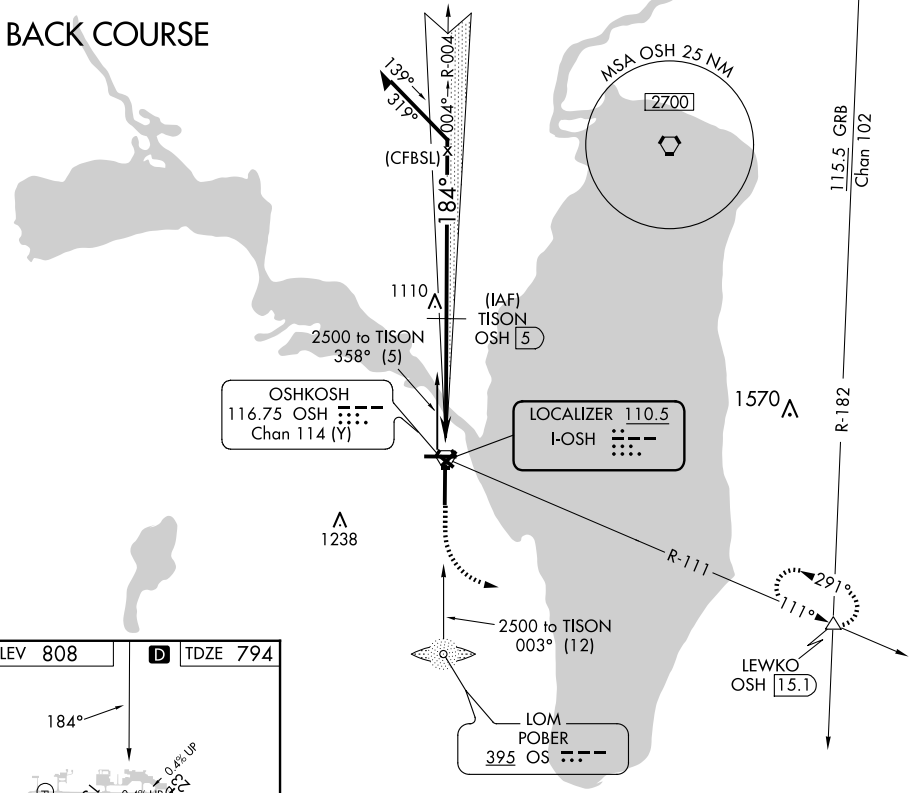 BACK COURSE
MSA OSH 25 NM
2700
139°
319°
004°
R-004
(CFBSL)
184°
115.5 GRB
Chan 102
1110
(IAF)
TISON
OSH 5
2500 to TISON
358° (5)
OSHKOSH
116.75 OSH
Chan 114 (Y)
LOCALIZER 110.5
I-OSH
1570
R-182
1238
R-111
291°
111°
2500 to TISON
003° (12)
LEWKO
OSH 15.1
LEV 808
D
TDZE 794
184°
LOM
POBER
395 OS
0.4% UP